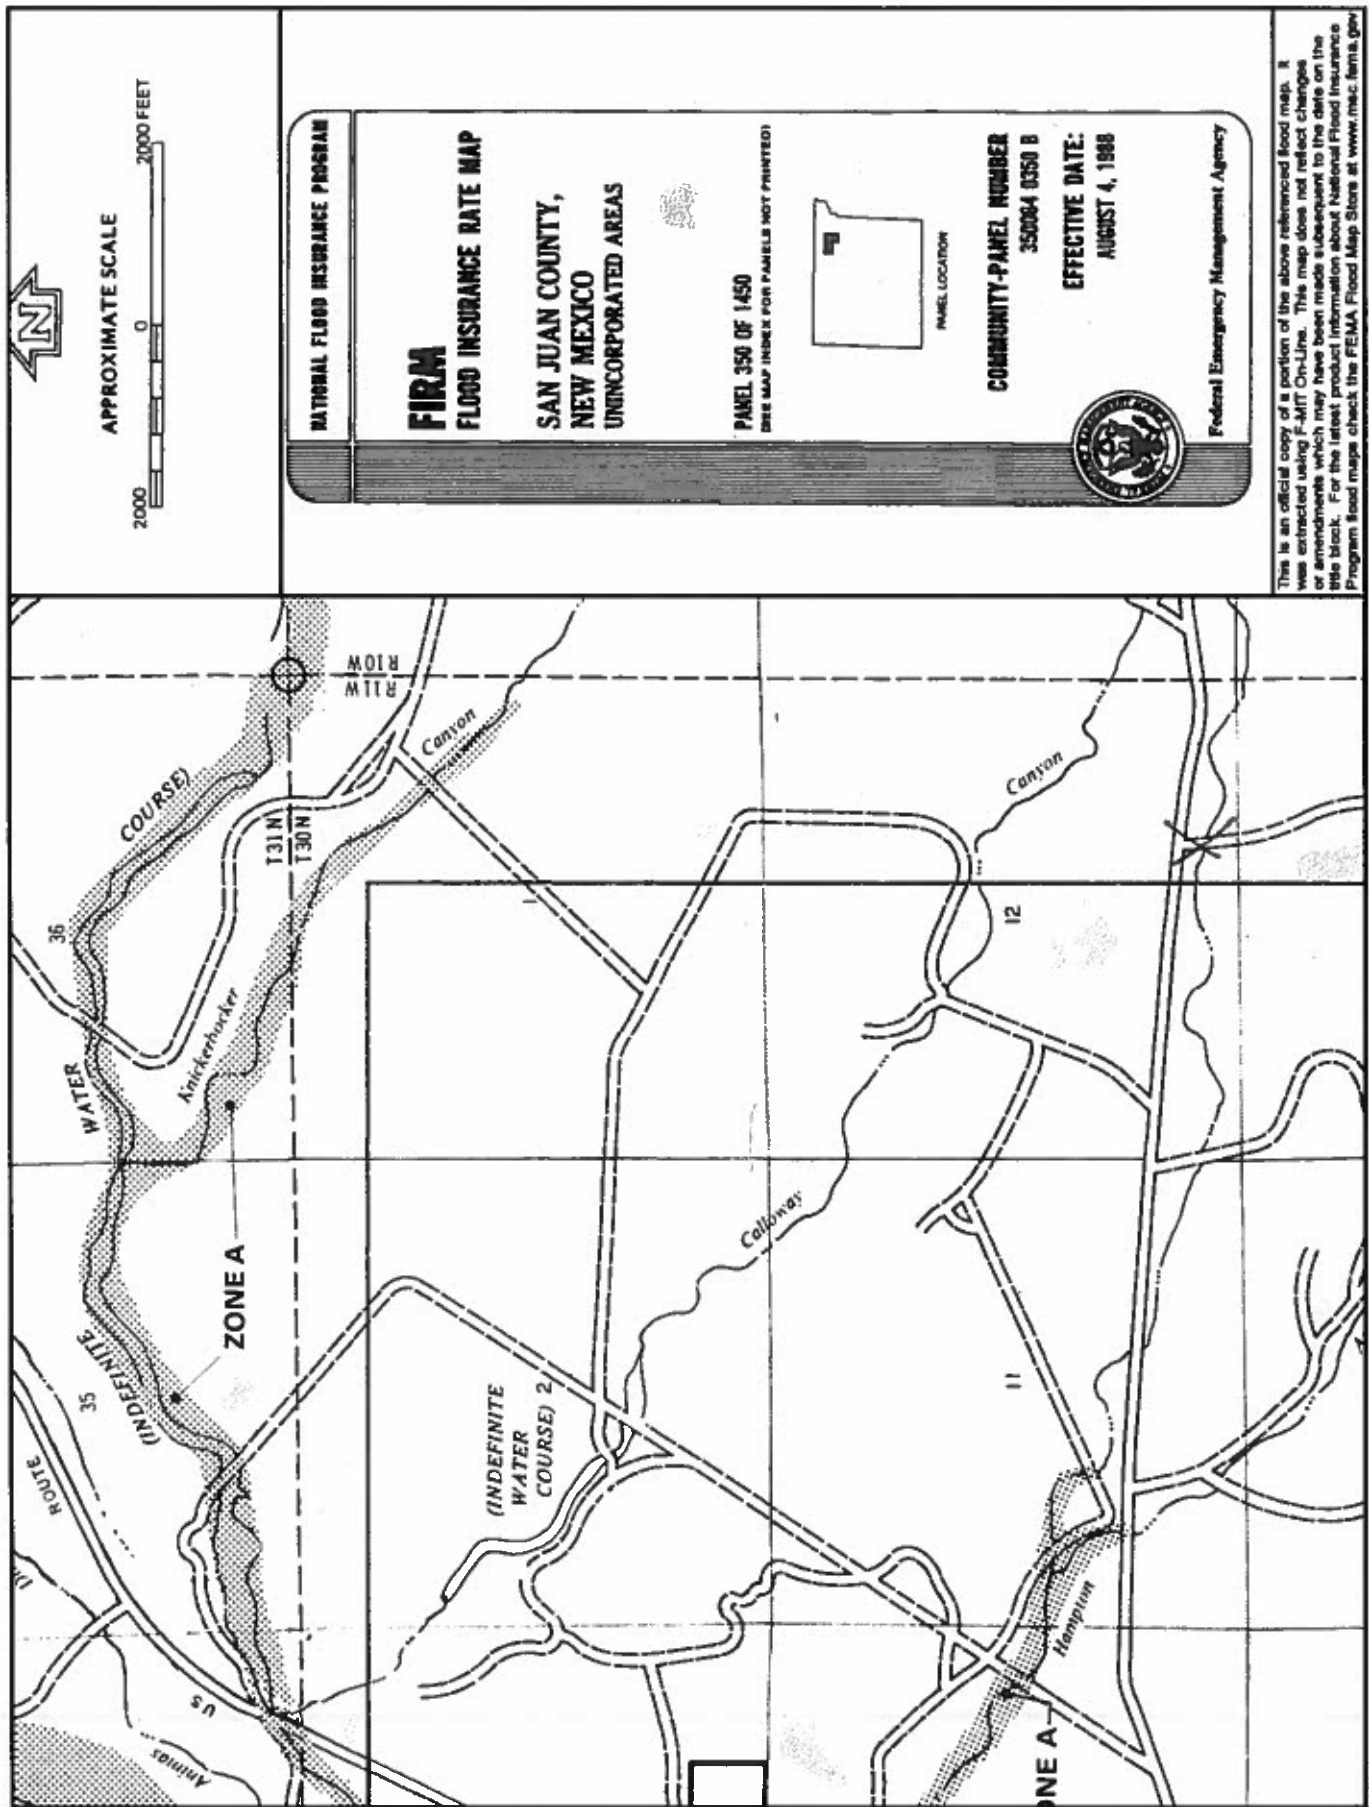 APPROXIMATE SCALE
2000 0 2000 FEET
NATIONAL FLOOD INSURANCE PROGRAM
FIRM
FLOOD INSURANCE RATE MAP
SAN JUAN COUNTY,
NEW MEXICO
UNINCORPORATED AREAS
PANEL 350 OF 1450
(SEE MAP INDEX FOR PANELS NOT PRINTED)
PANEL LOCATION
COMMUNITY-PANEL NUMBER
350064 0350 B
EFFECTIVE DATE:
AUGUST 4, 1988
Federal Emergency Management Agency
This is an official copy of a portion of the above referenced flood map. It
was extracted using F-MIT On-Line. This map does not reflect changes
or amendments which may have been made subsequent to the date on the
title block. For the latest product information about National Flood Insurance
Program flood maps check the FEMA Flood Map Store at www.msc.fema.gov
N
ROUTE
US
Animas
35
36
(INDEFINITE
WATER
COURSE)
ZONE A
Knickerbocker
Canyon
T31N
T30N
R11W
R10W
1
(INDEFINITE
WATER
COURSE) 2
Calloway
Canyon
11
12
Hampton
ONE A